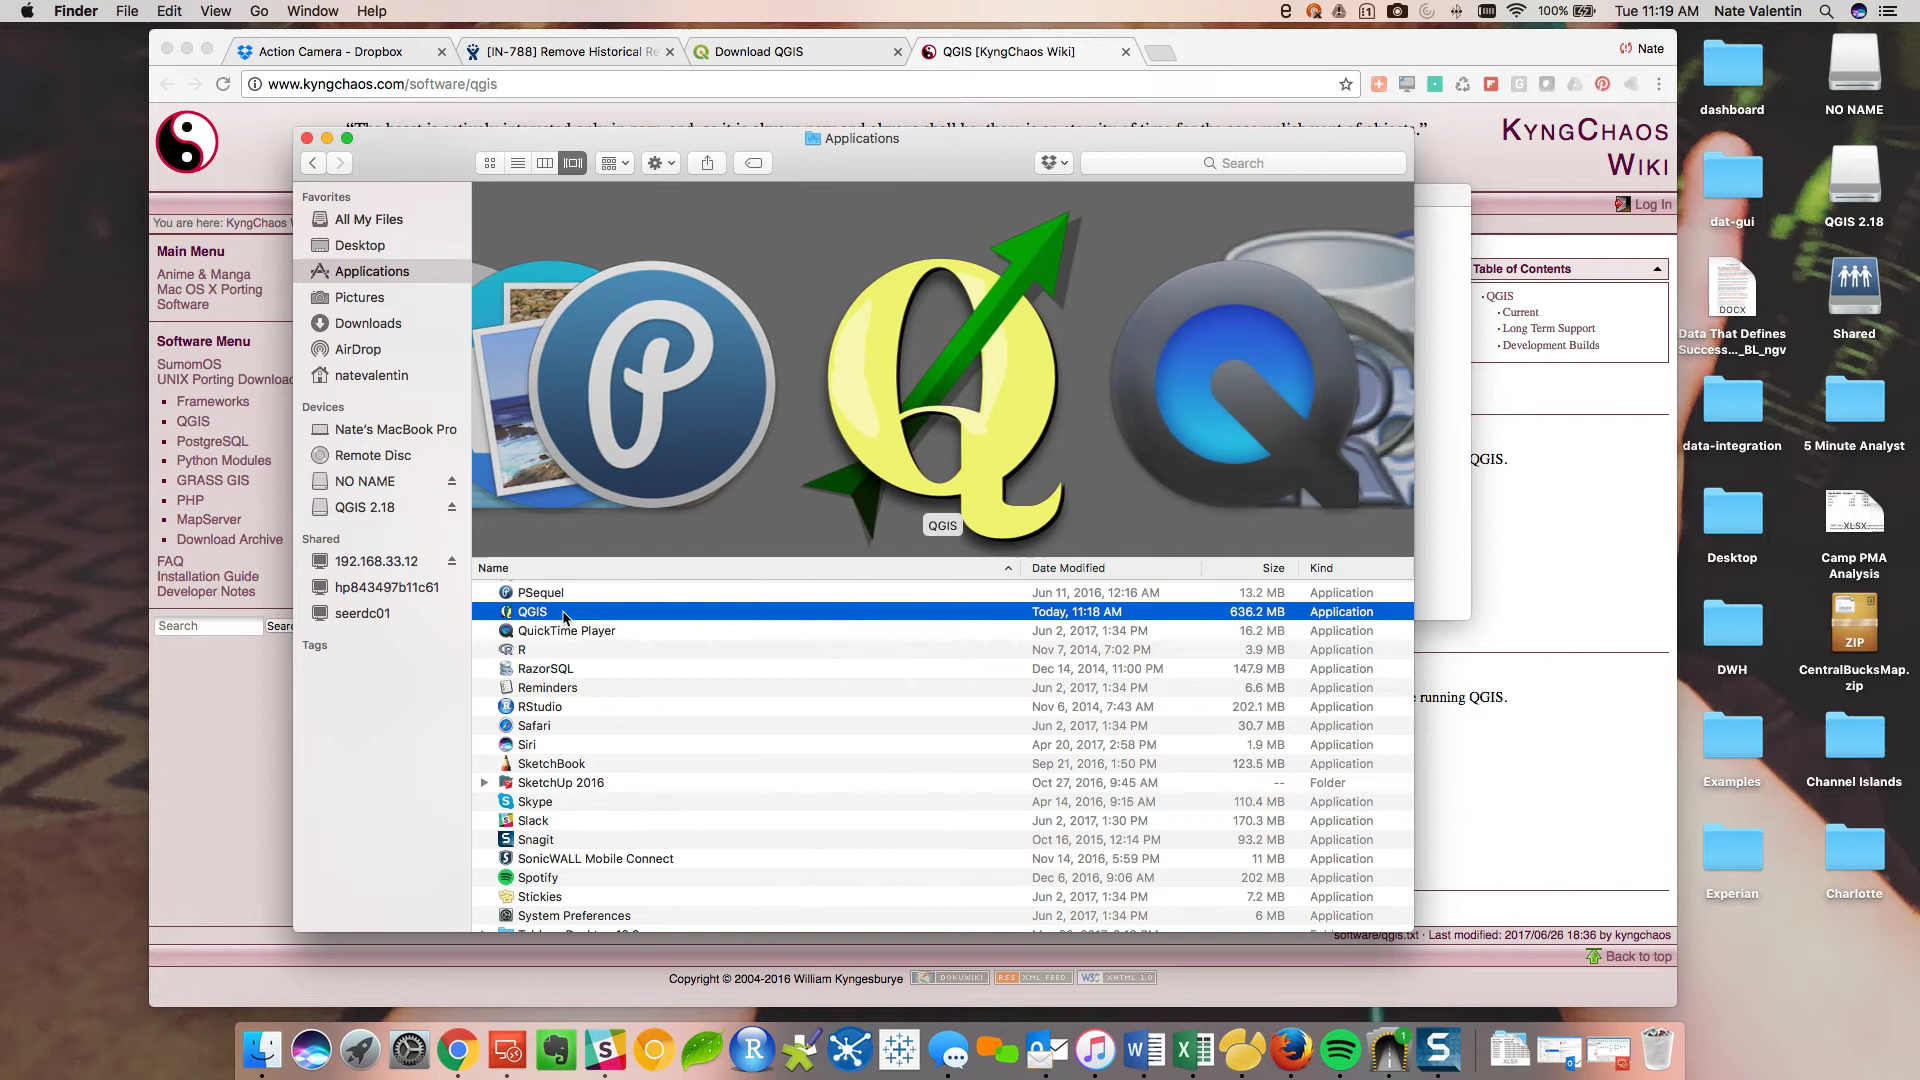 Finder File Edit View Go Window Help
100% Tue 11:19 AM Nate Valentin
Action Camera - Dropbox
[IN-788] Remove Historical Re
Download QGIS
QGIS [KyngChaos Wiki]
Nate
www.kyngchaos.com/software/qgis
KyngChaos
Wiki
Log In
You are here: KyngChaos W
Main Menu
Anime & Manga
Mac OS X Porting
Software
Software Menu
SumomOS
UNIX Porting Download
Frameworks
QGIS
PostgreSQL
Python Modules
GRASS GIS
PHP
MapServer
Download Archive
FAQ
Installation Guide
Developer Notes
Search
Searc
Applications
Search
Favorites
All My Files
Desktop
Applications
Pictures
Downloads
AirDrop
natevalentin
Devices
Nate's MacBook Pro
Remote Disc
NO NAME
QGIS 2.18
Shared
192.168.33.12
hp843497b11c61
seerdc01
Tags
QGIS
Name Date Modified Size Kind
PSequel Jun 11, 2016, 12:16 AM 13.2 MB Application
QGIS Today, 11:18 AM 636.2 MB Application
QuickTime Player Jun 2, 2017, 1:34 PM 16.2 MB Application
R Nov 7, 2014, 7:02 PM 3.9 MB Application
RazorSQL Dec 14, 2014, 11:00 PM 147.9 MB Application
Reminders Jun 2, 2017, 1:34 PM 6.6 MB Application
RStudio Nov 6, 2014, 7:43 AM 202.1 MB Application
Safari Jun 2, 2017, 1:34 PM 30.7 MB Application
Siri Apr 20, 2017, 2:58 PM 1.9 MB Application
SketchBook Sep 21, 2016, 1:50 PM 123.5 MB Application
SketchUp 2016 Oct 27, 2016, 9:45 AM -- Folder
Skype Apr 14, 2016, 9:15 AM 110.4 MB Application
Slack Jun 2, 2017, 1:30 PM 170.3 MB Application
Snagit Oct 16, 2015, 12:14 PM 93.2 MB Application
SonicWALL Mobile Connect Nov 14, 2016, 5:59 PM 11 MB Application
Spotify Dec 6, 2016, 9:06 AM 202 MB Application
Stickies Jun 2, 2017, 1:34 PM 7.2 MB Application
System Preferences Jun 2, 2017, 1:34 PM 6 MB Application
Table of Contents
QGIS
Current
Long Term Support
Development Builds
QGIS.
running QGIS.
software/qgis.txt · Last modified: 2017/06/26 18:36 by kyngchaos
Back to top
Copyright © 2004-2016 William Kyngesburye
DOKUWIKI
RSS XML FEED
W3C XHTML 1.0
dashboard
NO NAME
dat-gui
QGIS 2.18
DOCX
Data That Defines
Success..._BL_ngv
Shared
data-integration
5 Minute Analyst
Desktop
XLSX
Camp PMA
Analysis
DWH
ZIP
CentralBucksMap.
zip
Examples
Channel Islands
Experian
Charlotte
XLSX
1